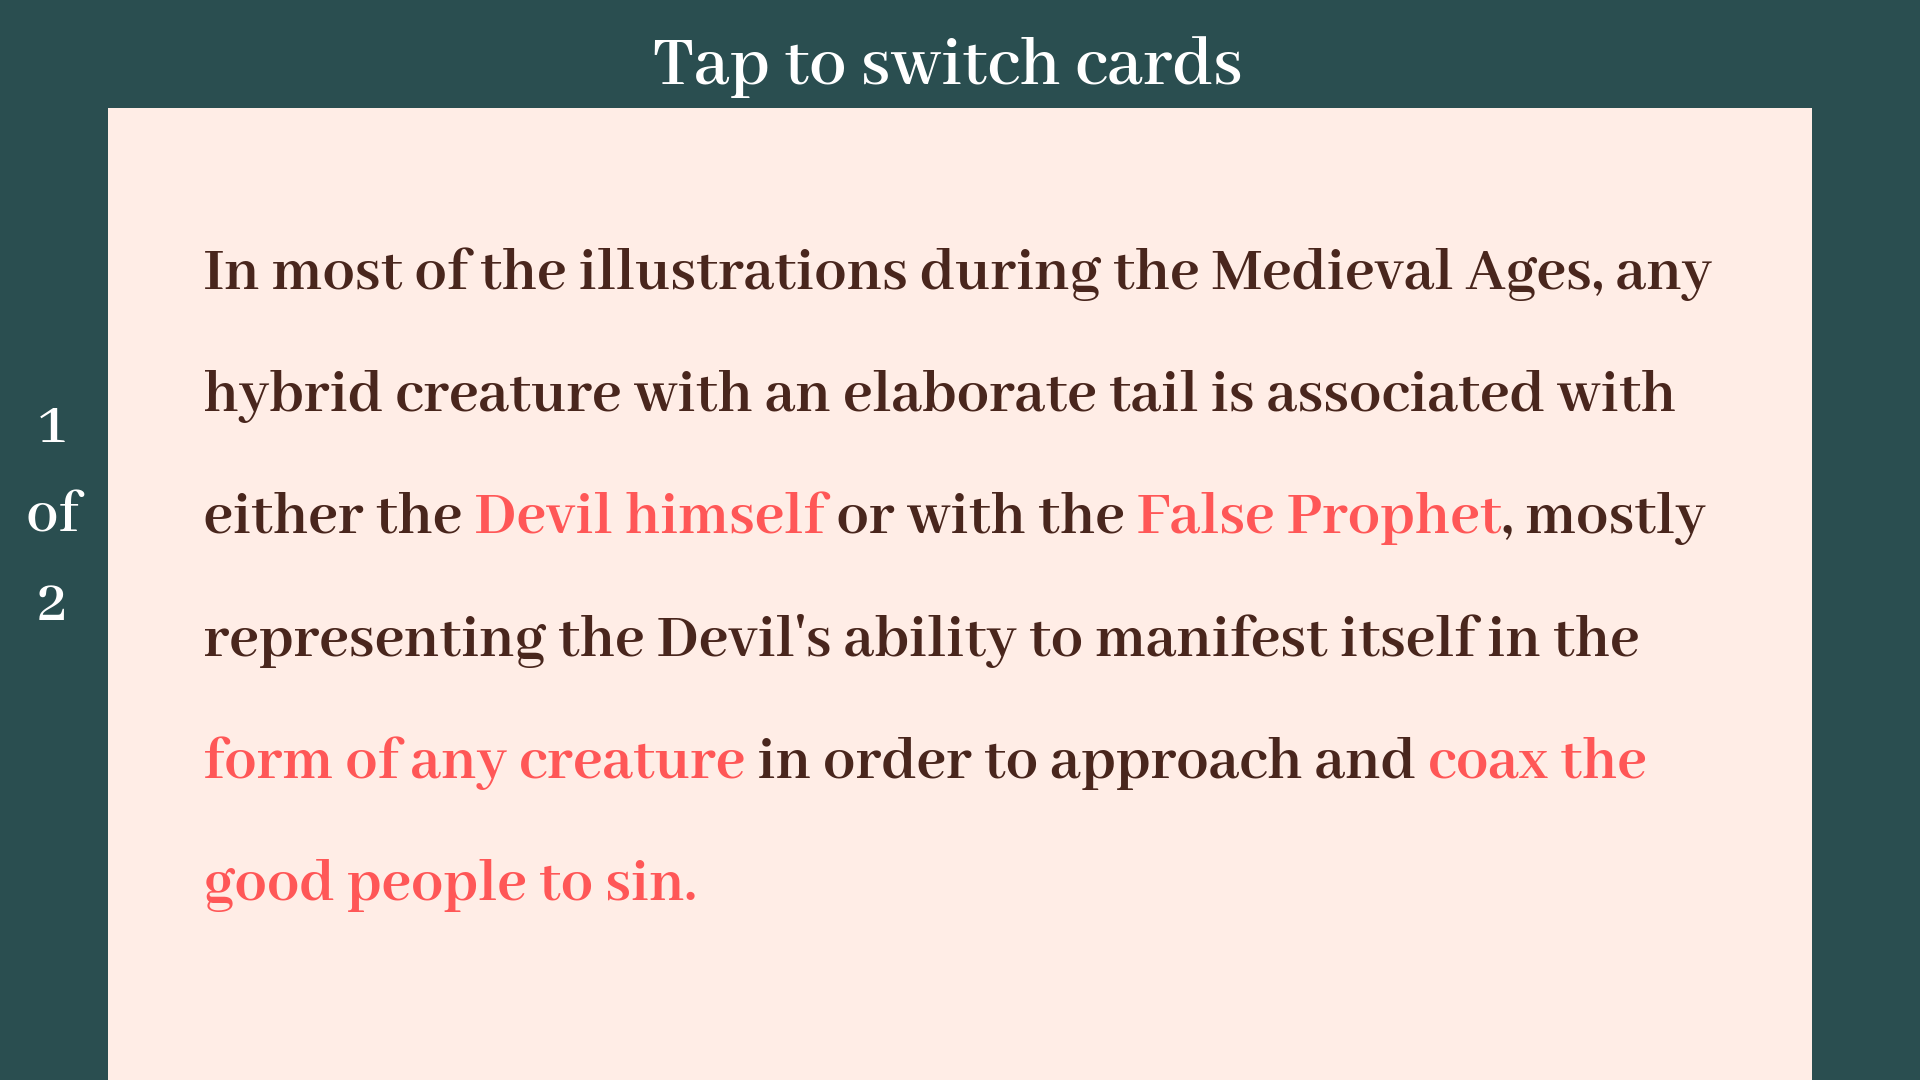 Tap to switch cards
1
of
2
In most of the illustrations during the Medieval Ages, any
hybrid creature with an elaborate tail is associated with
either the Devil himself or with the False Prophet, mostly
representing the Devil's ability to manifest itself in the
form of any creature in order to approach and coax the
good people to sin.